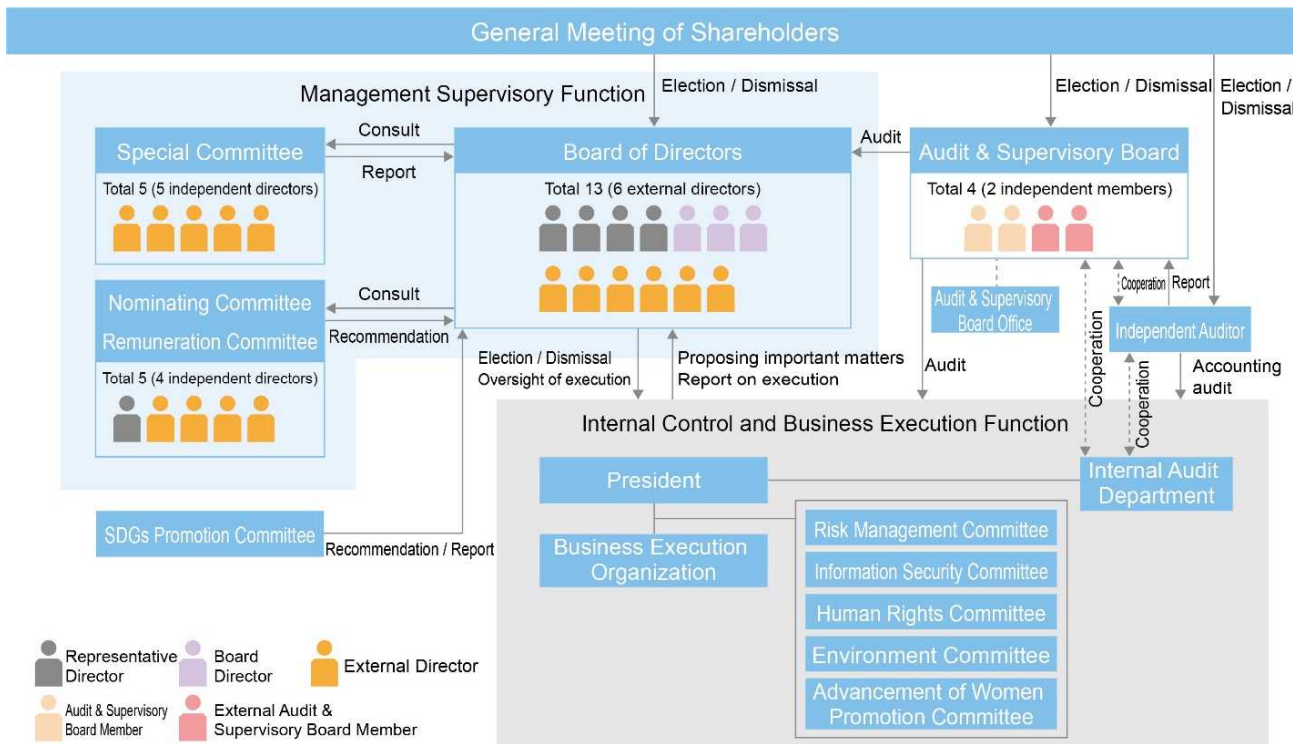 General Meeting of Shareholders
Management Supervisory Function
Election / Dismissal
Election / Dismissal
Election /
Dismissal
Special Committee
Total 5 (5 independent directors)
Consult
Report
Board of Directors
Total 13 (6 external directors)
Audit
Audit & Supervisory Board
Total 4 (2 independent members)
Nominating Committee
Remuneration Committee
Total 5 (4 independent directors)
Consult
Recommendation
Audit & Supervisory
Board Office
Cooperation
Report
Independent Auditor
Election / Dismissal
Oversight of execution
Proposing important matters
Report on execution
Audit
Cooperation
Cooperation
Accounting
audit
Internal Control and Business Execution Function
President
Internal Audit
Department
SDGs Promotion Committee
Recommendation / Report
Business Execution
Organization
Risk Management Committee
Information Security Committee
Human Rights Committee
Environment Committee
Advancement of Women
Promotion Committee
Representative
Director
Board
Director
External Director
Audit & Supervisory
Board Member
External Audit &
Supervisory Board Member